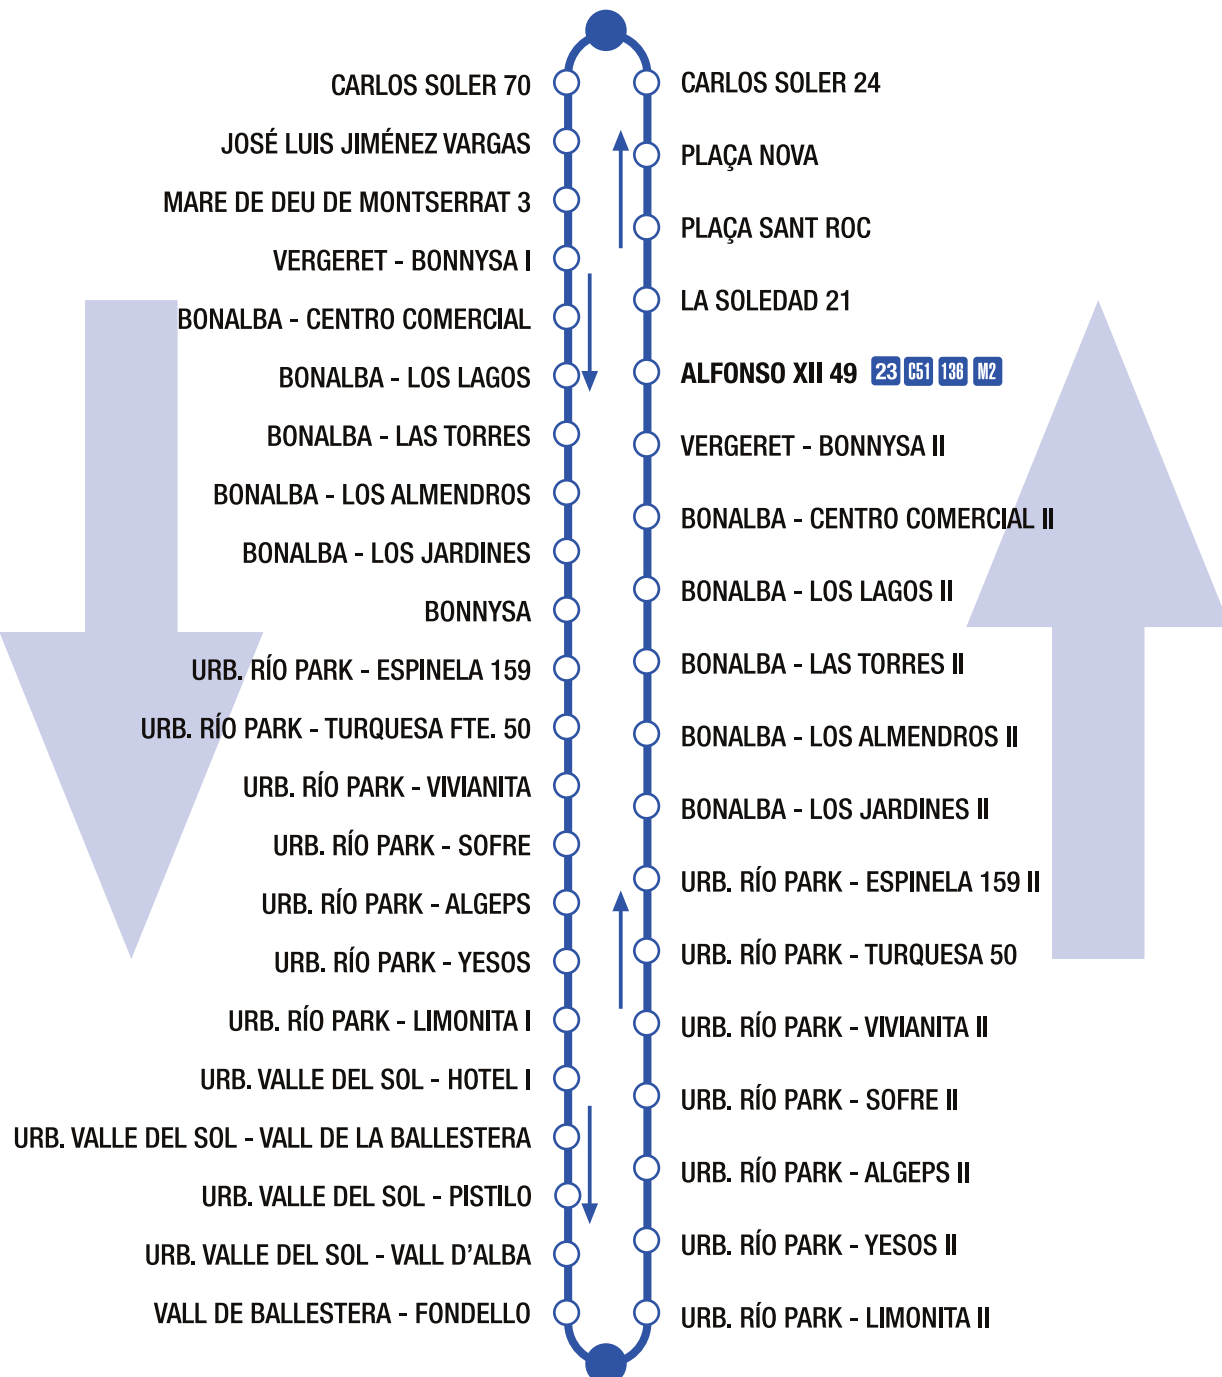 CARLOS SOLER 70
JOSÉ LUIS JIMÉNEZ VARGAS
MARE DE DEU DE MONTSERRAT 3
VERGERET - BONNYSA I
BONALBA - CENTRO COMERCIAL
BONALBA - LOS LAGOS
BONALBA - LAS TORRES
BONALBA - LOS ALMENDROS
BONALBA - LOS JARDINES
BONNYSA
URB. RÍO PARK - ESPINELA 159
URB. RÍO PARK - TURQUESA FTE. 50
URB. RÍO PARK - VIVIANITA
URB. RÍO PARK - SOFRE
URB. RÍO PARK - ALGEPS
URB. RÍO PARK - YESOS
URB. RÍO PARK - LIMONITA I
URB. VALLE DEL SOL - HOTEL I
URB. VALLE DEL SOL - VALL DE LA BALLESTERA
URB. VALLE DEL SOL - PISTILO
URB. VALLE DEL SOL - VALL D'ALBA
VALL DE BALLESTERA - FONDELLO
CARLOS SOLER 24
PLAÇA NOVA
PLAÇA SANT ROC
LA SOLEDAD 21
ALFONSO XII 49 23 C51 136 M2
VERGERET - BONNYSA II
BONALBA - CENTRO COMERCIAL II
BONALBA - LOS LAGOS II
BONALBA - LAS TORRES II
BONALBA - LOS ALMENDROS II
BONALBA - LOS JARDINES II
URB. RÍO PARK - ESPINELA 159 II
URB. RÍO PARK - TURQUESA 50
URB. RÍO PARK - VIVIANITA II
URB. RÍO PARK - SOFRE II
URB. RÍO PARK - ALGEPS II
URB. RÍO PARK - YESOS II
URB. RÍO PARK - LIMONITA II